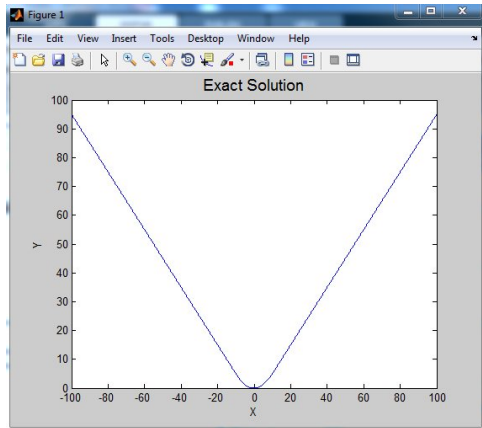 Figure 1
File Edit View Insert Tools Desktop Window Help
Exact Solution
100
90
80
70
60
50
40
30
20
10
0
Y
-100 -80 -60 -40 -20 0 20 40 60 80 100
X